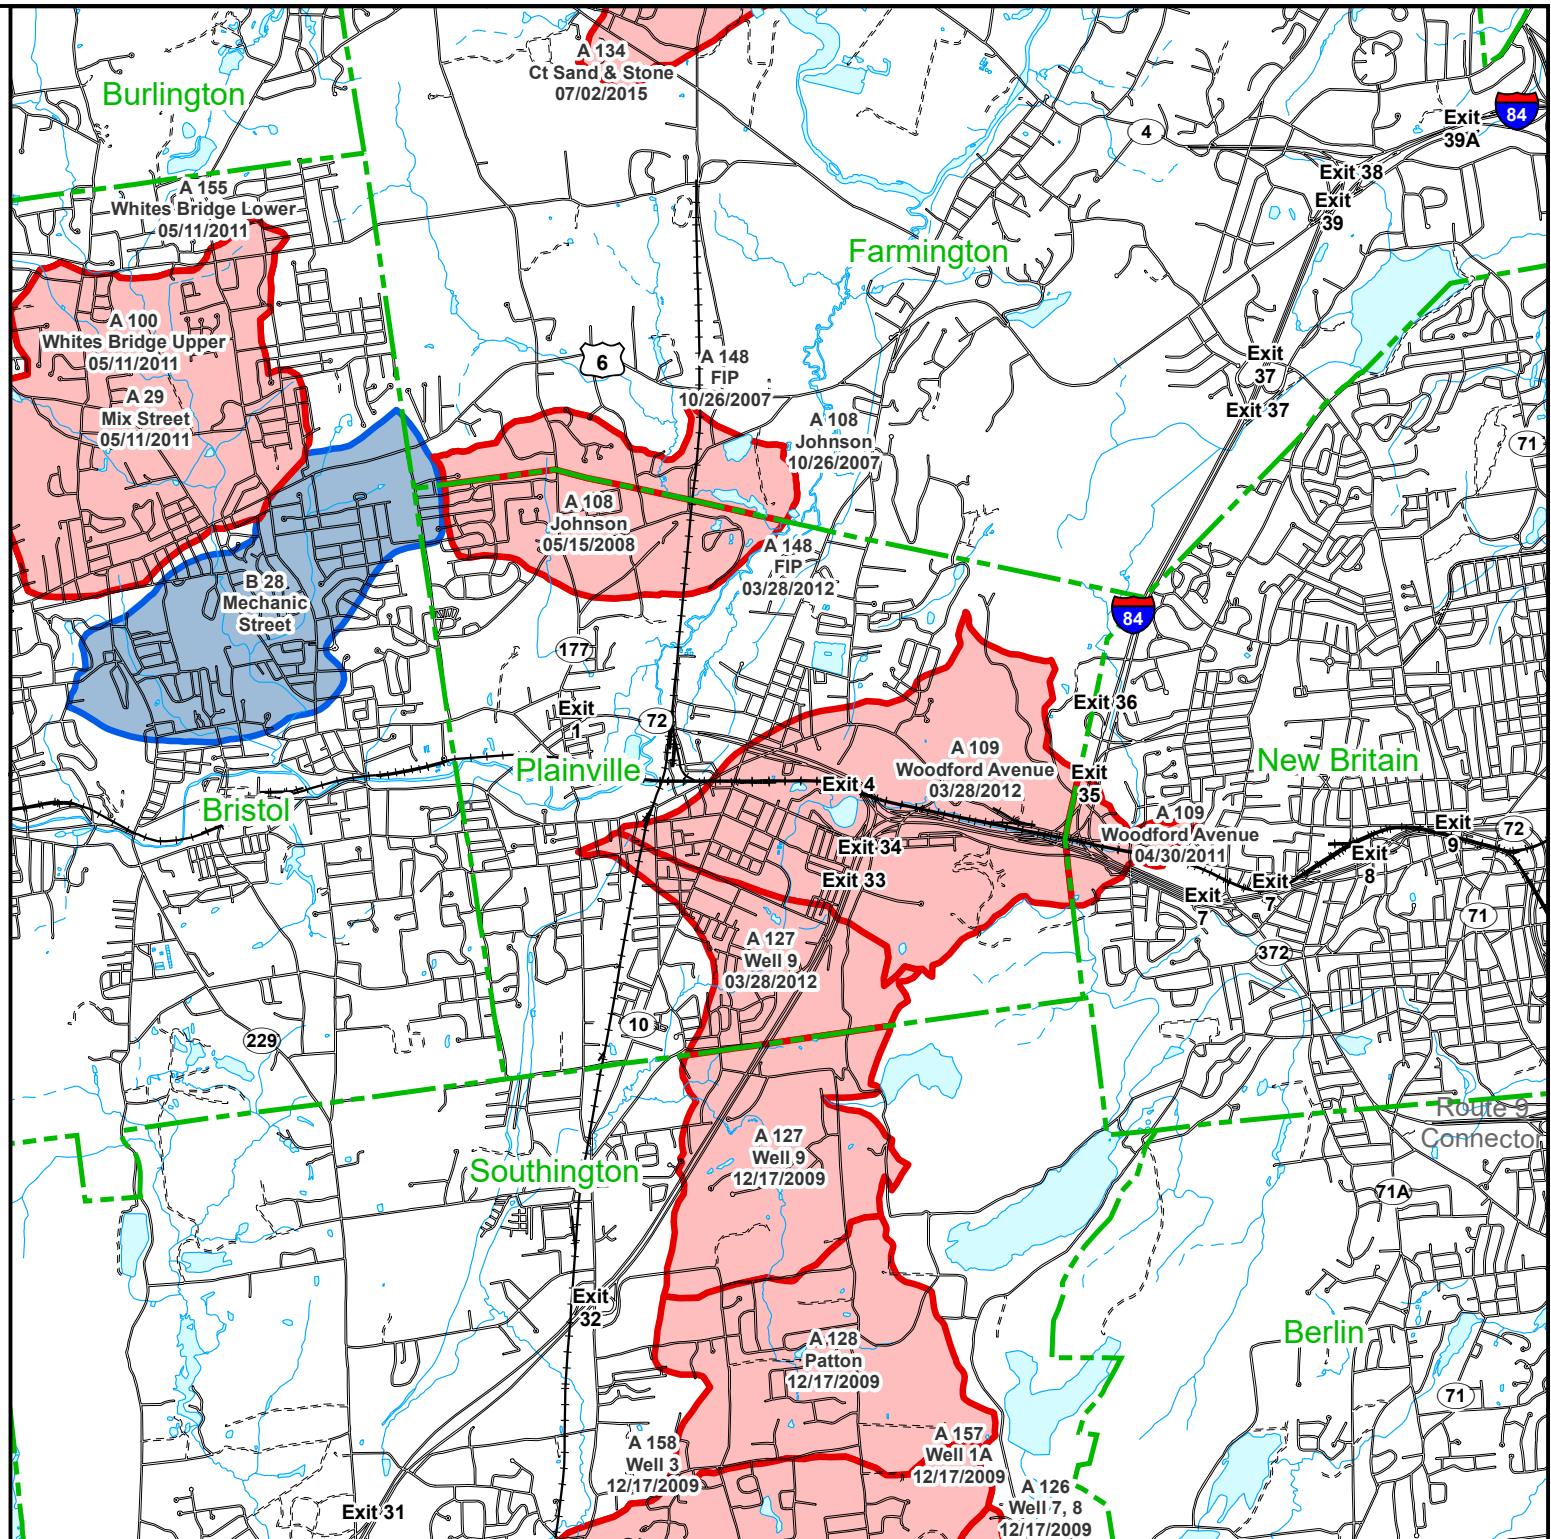 A 134
Ct Sand & Stone
07/02/2015
Burlington
84
Exit
39A
4
Exit 38
Exit
39
A 155
Whites Bridge Lower
05/11/2011
Farmington
A 100
Whites Bridge Upper
05/11/2011
6
A 148
FIP
10/26/2007
Exit
37
Exit 37
A 29
Mix Street
05/11/2011
A 108
Johnson
10/26/2007
71
A 108
Johnson
05/15/2008
A 148
FIP
03/28/2012
B 28
Mechanic
Street
84
177
Exit 36
Exit
1
72
A 109
Woodford Avenue
03/28/2012
New Britain
Plainville
Exit 4
Exit
35
Bristol
A 109
Woodford Avenue
04/30/2011
Exit
9
72
Exit 34
Exit
8
Exit 33
Exit
7
Exit
7
71
A 127
Well 9
03/28/2012
372
10
229
Route 9
Connector
A 127
Well 9
12/17/2009
Southington
71A
Exit
32
Berlin
A 128
Patton
12/17/2009
71
A 158
Well 3
12/17/2009
A 157
Well 1A
12/17/2009
A 126
Well 7, 8
12/17/2009
Exit 31